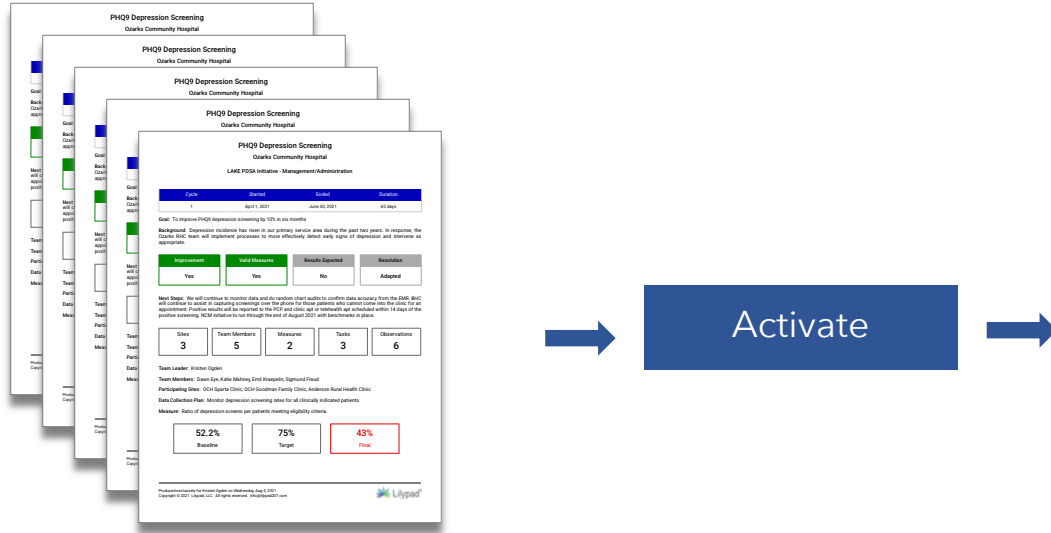 PHQ9 Depression Screening
Ozarks Community Hospital
PHQ9 Depression Screening
Ozarks Community Hospital
PHQ9 Depression Screening
Ozarks Community Hospital
PHQ9 Depression Screening
Ozarks Community Hospital
PHQ9 Depression Screening
Ozarks Community Hospital
LAKE PDSA Initiative - Management/Administration
Cycle Started Ended Duration
1 April 1, 2021 June 30, 2021 60 days
Goal: To improve PHQ9 depression screening by 10% in six months
Background: Depression incidence has risen in our primary service area during the past two years. In response, the
Ozarks RHC team will implement processes to more effectively detect early signs of depression and intervene as
appropriate.
Improvement Valid Measures Results Expected Resolution
Yes Yes No Adapted
Next Steps: We will continue to monitor data and do random chart audits to confirm data accuracy from the EMR. BHC
will continue to assist in capturing screenings over the phone for those patients who cannot come into the clinic for an
appointment. Positive results will be reported to the PCP and clinic apt or telehealth apt scheduled within 14 days of the
positive screening. NCM initiative to run through the end of August 2021 with benchmarks in place.
Sites Team Members Measures Tasks Observations
3 5 2 3 6
Team Leader: Kristen Ogden
Team Members: Dawn Eye, Katie Mahney, Emil Kraepelin, Sigmund Freud
Participating Sites: OCH Sparta Clinic, OCH Goodman Family Clinic, Anderson Rural Health Clinic
Data Collection Plan: Monitor depression screening rates for all clinically indicated patients.
Measure: Ratio of depression screens per patients meeting eligibility criteria.
52.2% 75% 43%
Baseline Target Final
Produced exclusively for Kristen Ogden on Wednesday, Aug 4, 2021
Copyright © 2021 Lilypad, LLC. All rights reserved. info@lilypad207.com
Lilypad
Activate